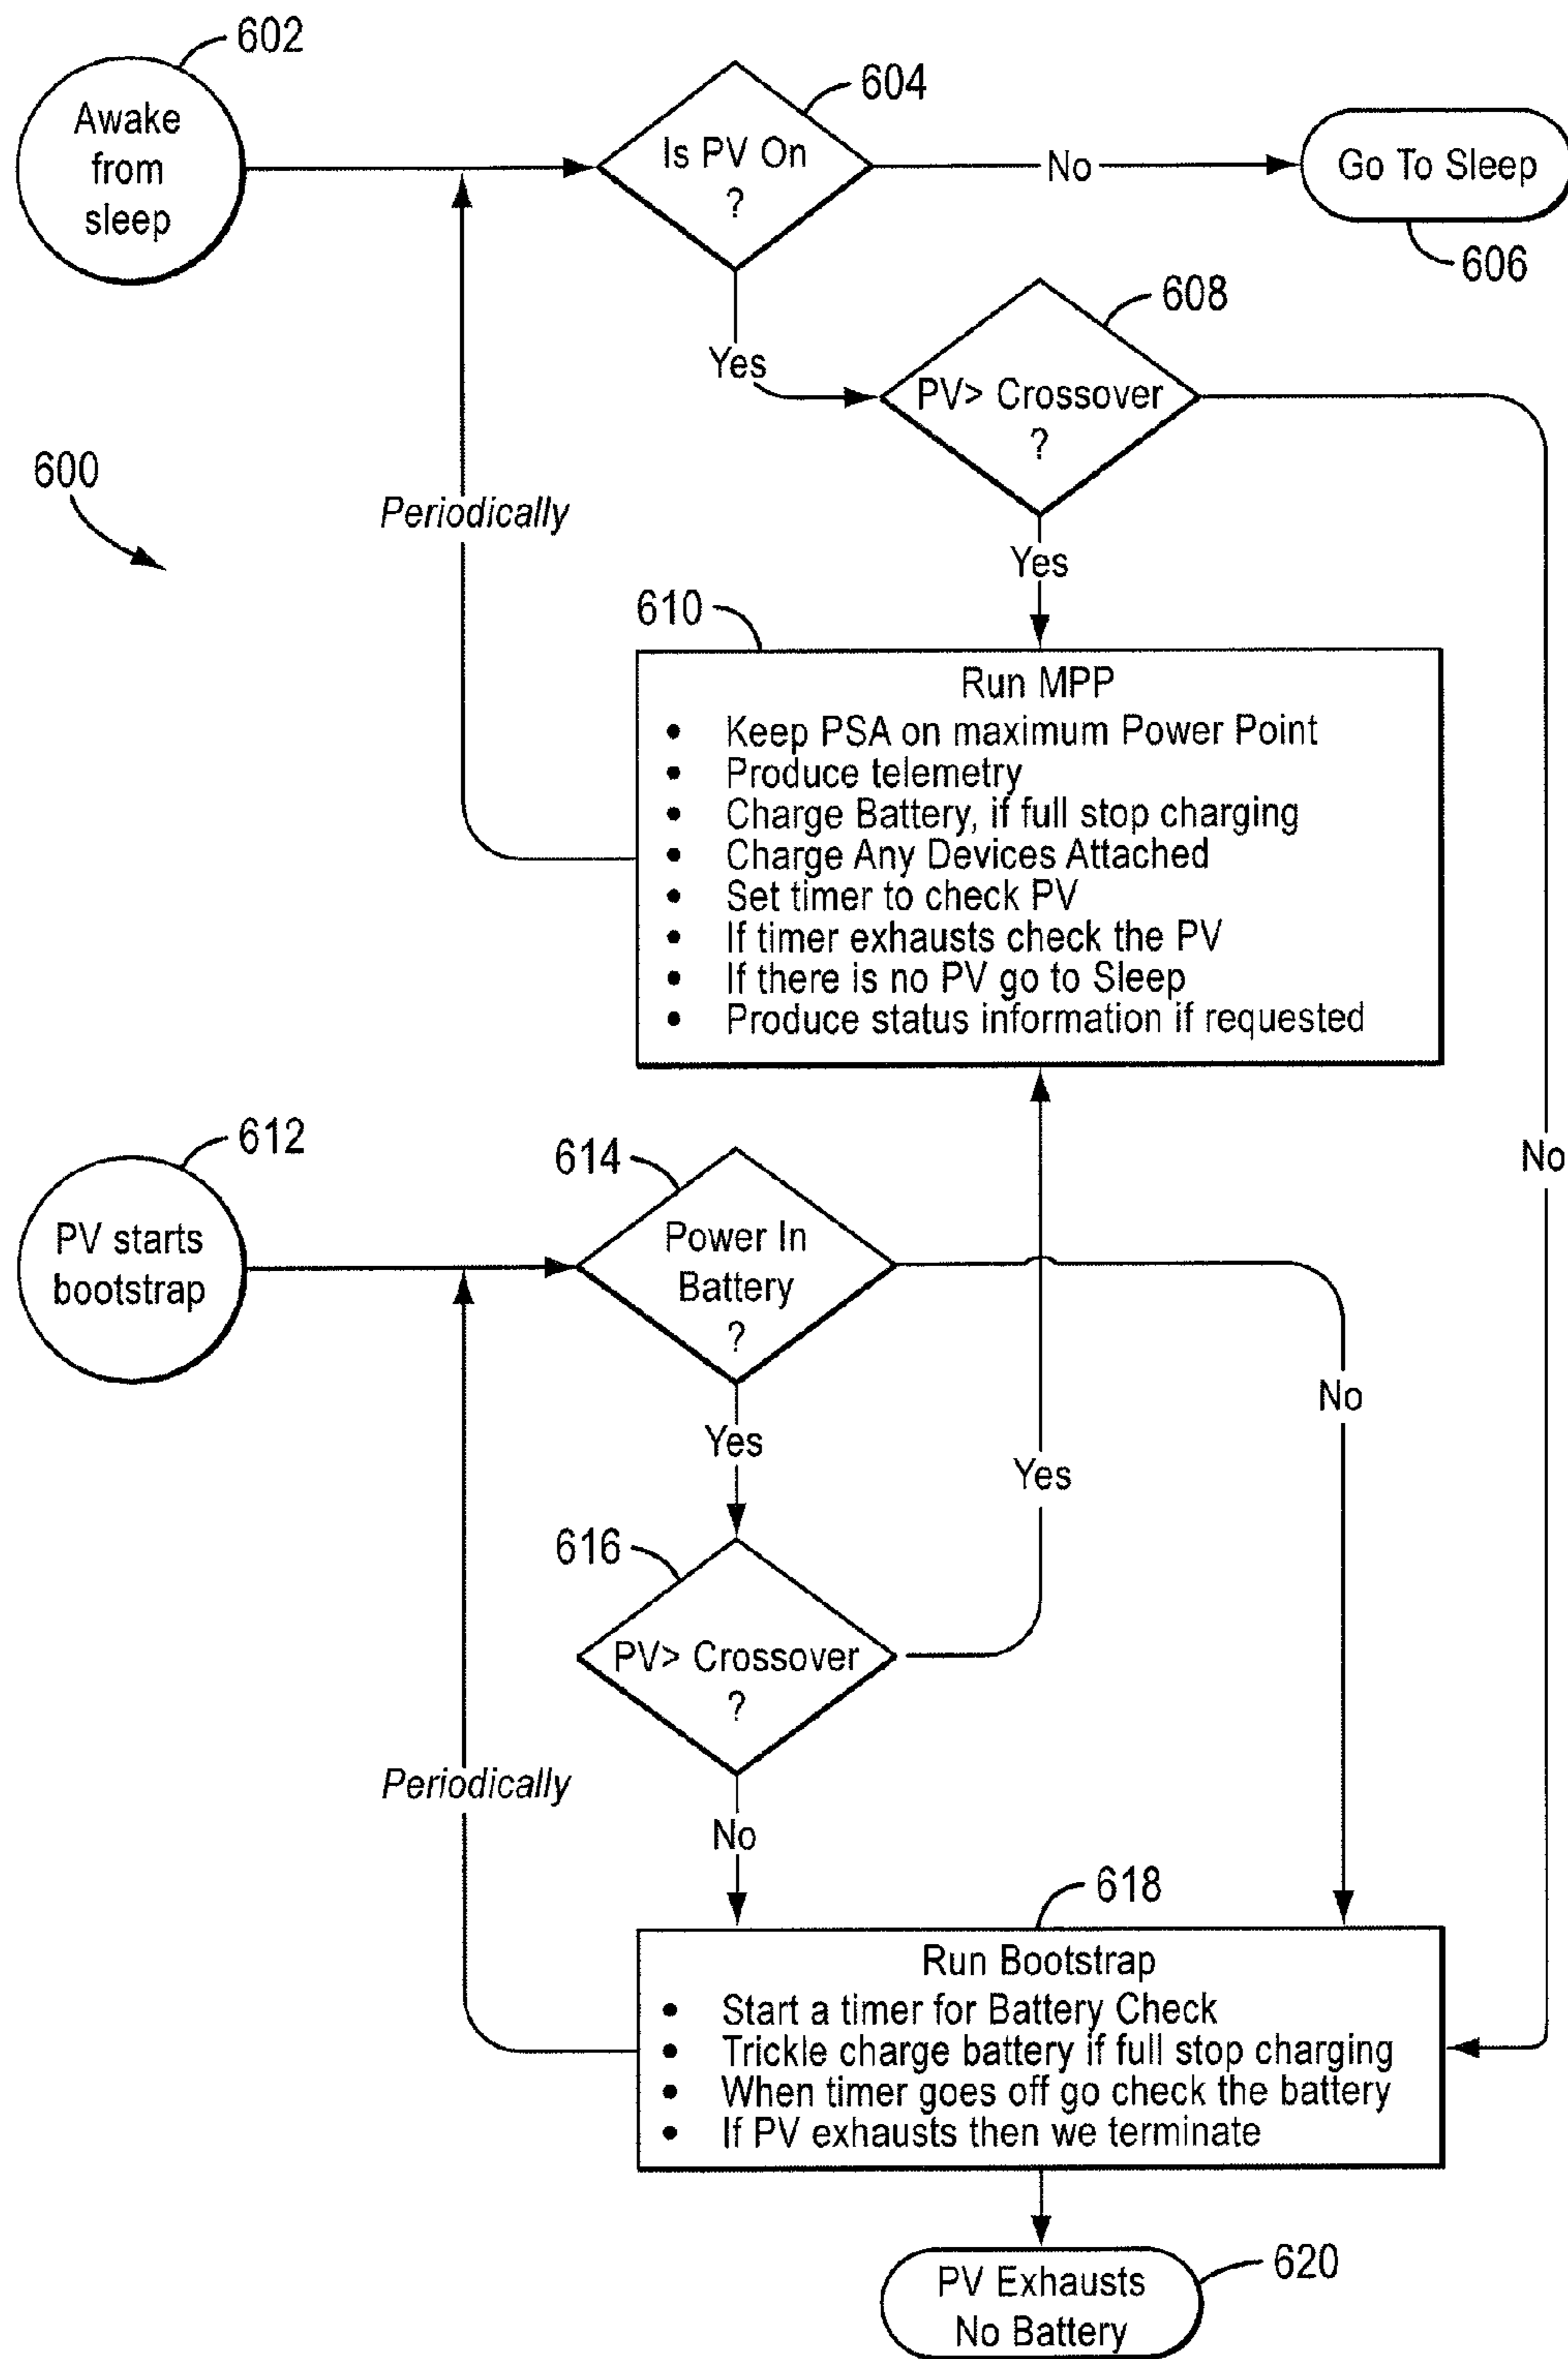 602
Awake
from
sleep
604
Is PV On
?
No
Go To Sleep
606
Yes
608
PV> Crossover
?
600
Periodically
Yes
610
Run MPP
• Keep PSA on maximum Power Point
• Produce telemetry
• Charge Battery, if full stop charging
• Charge Any Devices Attached
• Set timer to check PV
• If timer exhausts check the PV
• If there is no PV go to Sleep
• Produce status information if requested
No
612
PV starts
bootstrap
614
Power In
Battery
?
No
Yes
Yes
616
PV> Crossover
?
Periodically
No
618
Run Bootstrap
• Start a timer for Battery Check
• Trickle charge battery if full stop charging
• When timer goes off go check the battery
• If PV exhausts then we terminate
620
PV Exhausts
No Battery